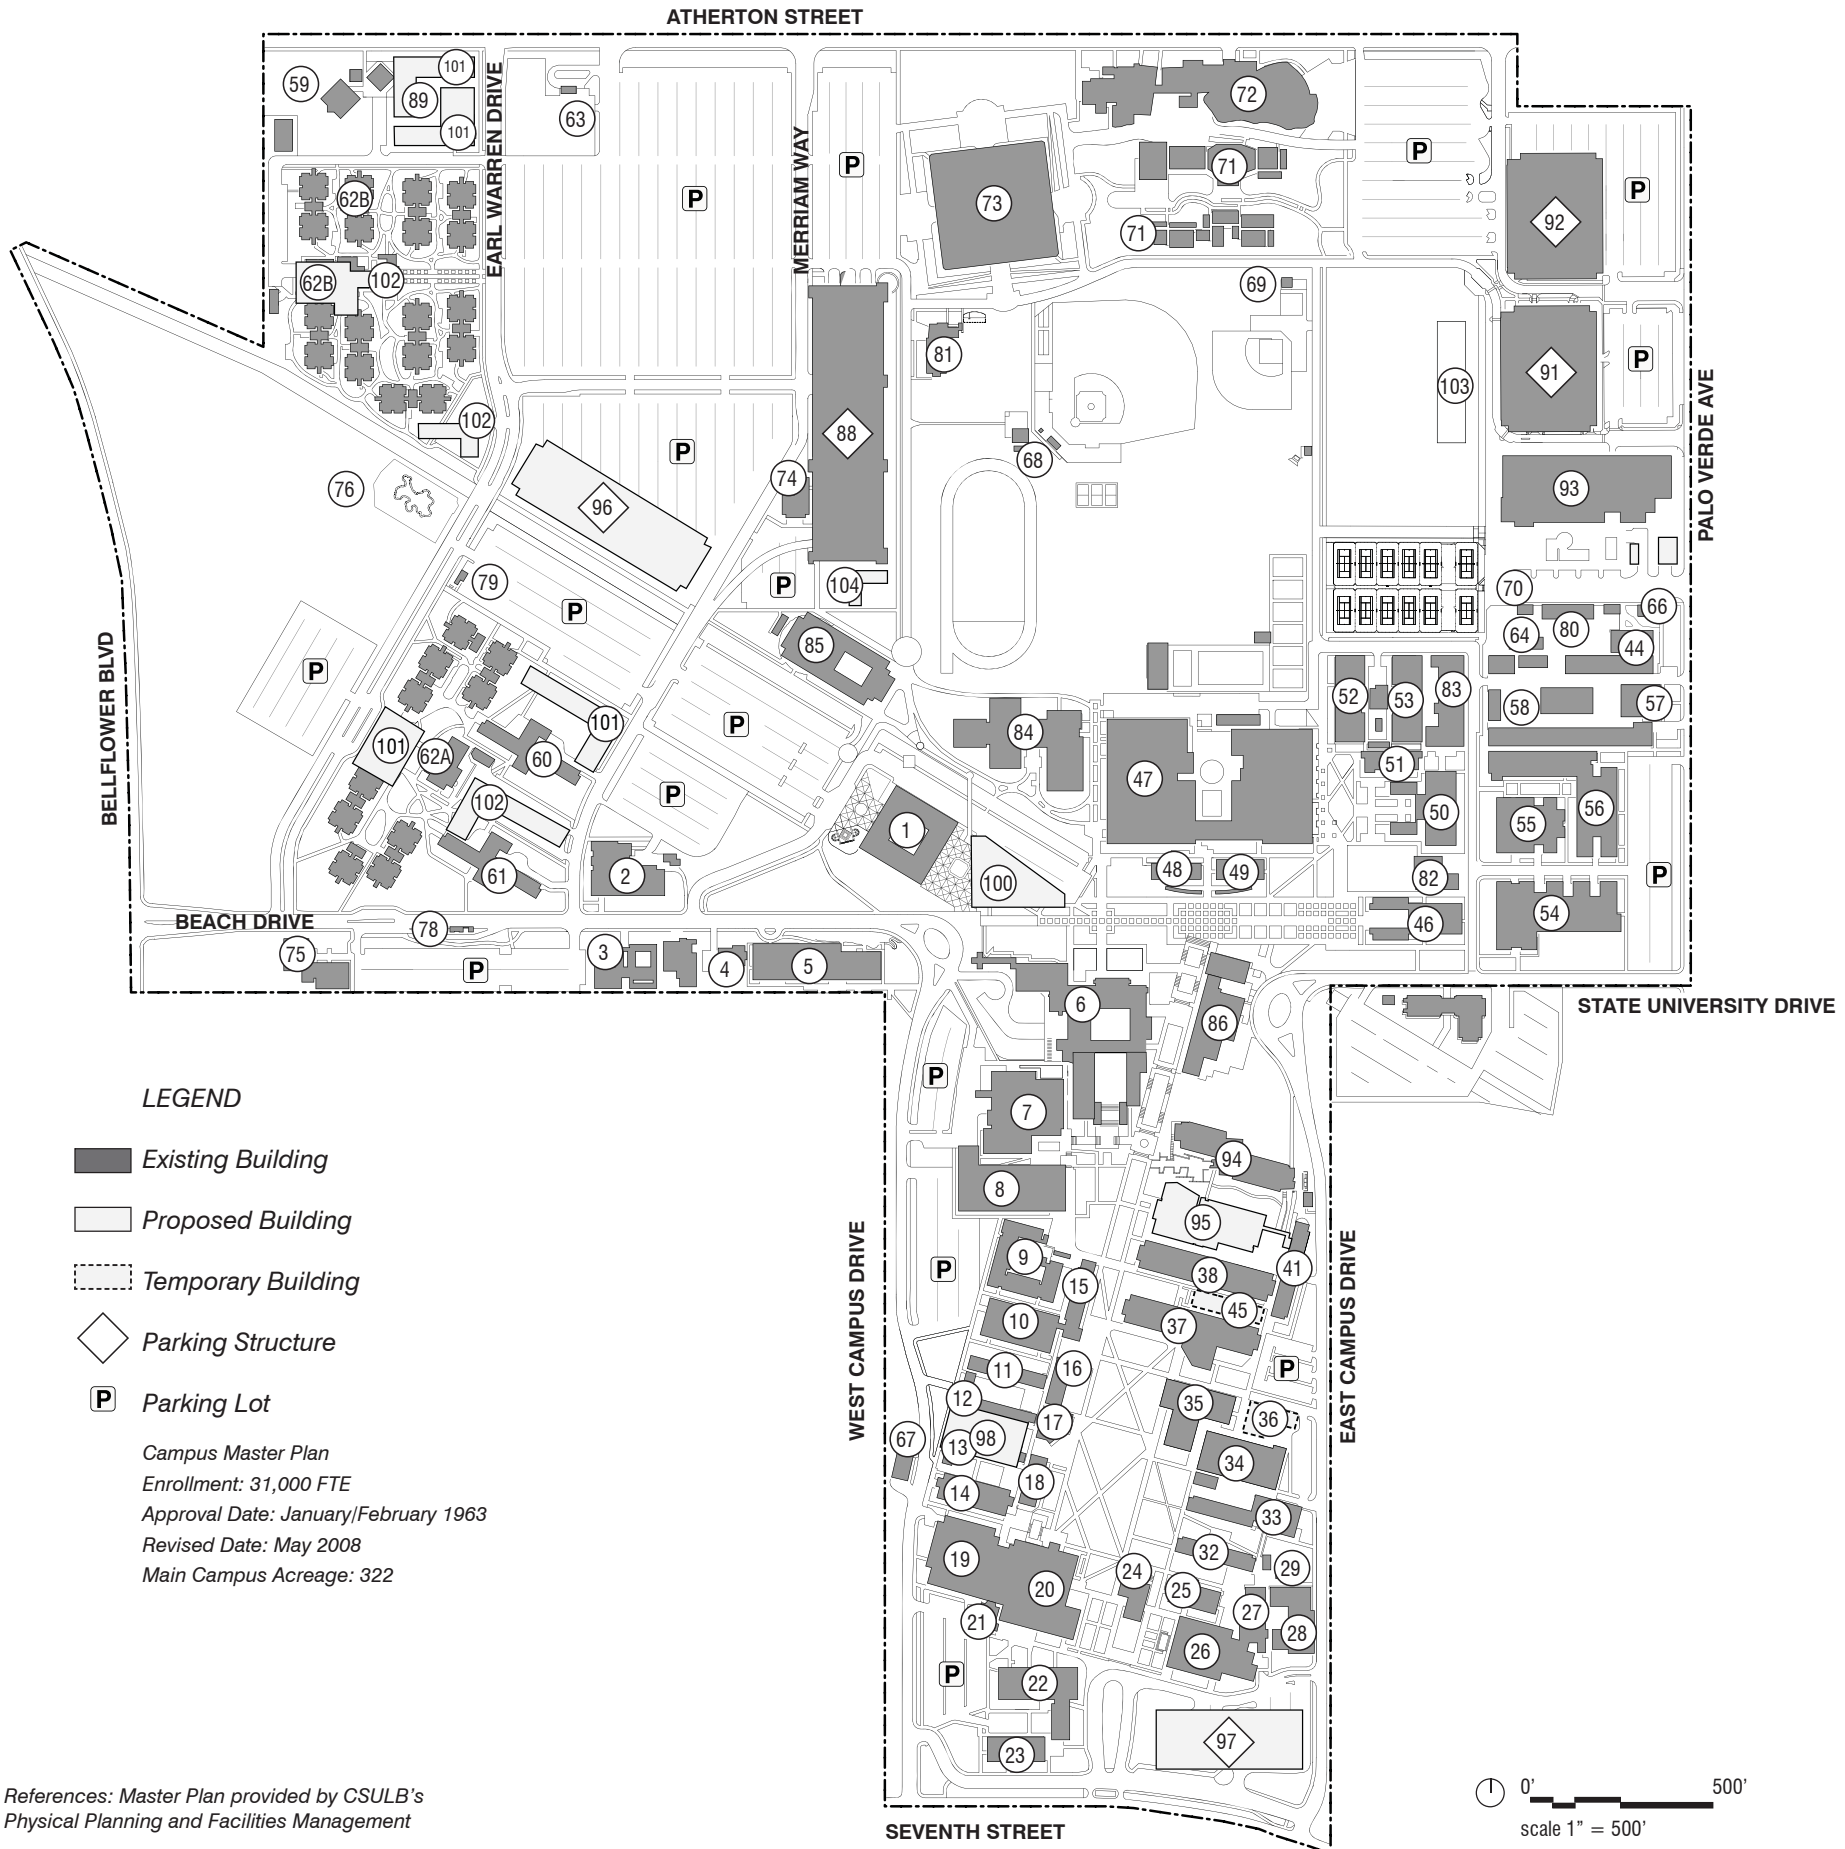 ATHERTON STREET
59
101
89
101
EARL WARREN DRIVE
63
MERRIAM WAY
P
P
72
71
71
73
P
92
P
62B
62B
102
69
81
88
103
91
P
PALO VERDE AVE
102
P
74
68
93
76
96
79
P
P
104
70
66
64
80
44
85
P
BELLFLOWER BLVD
101
101
62A
60
P
84
52
53
83
58
57
47
51
102
P
1
50
55
56
61
2
100
48
49
82
P
BEACH DRIVE
78
46
54
75
P
3
4
5
6
86
STATE UNIVERSITY DRIVE
P
7
94
8
95
WEST CAMPUS DRIVE
P
9
15
38
41
EAST CAMPUS DRIVE
10
45
37
11
16
P
12
35
36
67
13
98
17
34
14
18
33
19
20
24
32
29
25
21
27
28
26
P
22
23
97
SEVENTH STREET
LEGEND
Existing Building
Proposed Building
Temporary Building
Parking Structure
P
Parking Lot
Campus Master Plan
Enrollment: 31,000 FTE
Approval Date: January/February 1963
Revised Date: May 2008
Main Campus Acreage: 322
References: Master Plan provided by CSULB's
Physical Planning and Facilities Management
0' 500'
scale 1" = 500'